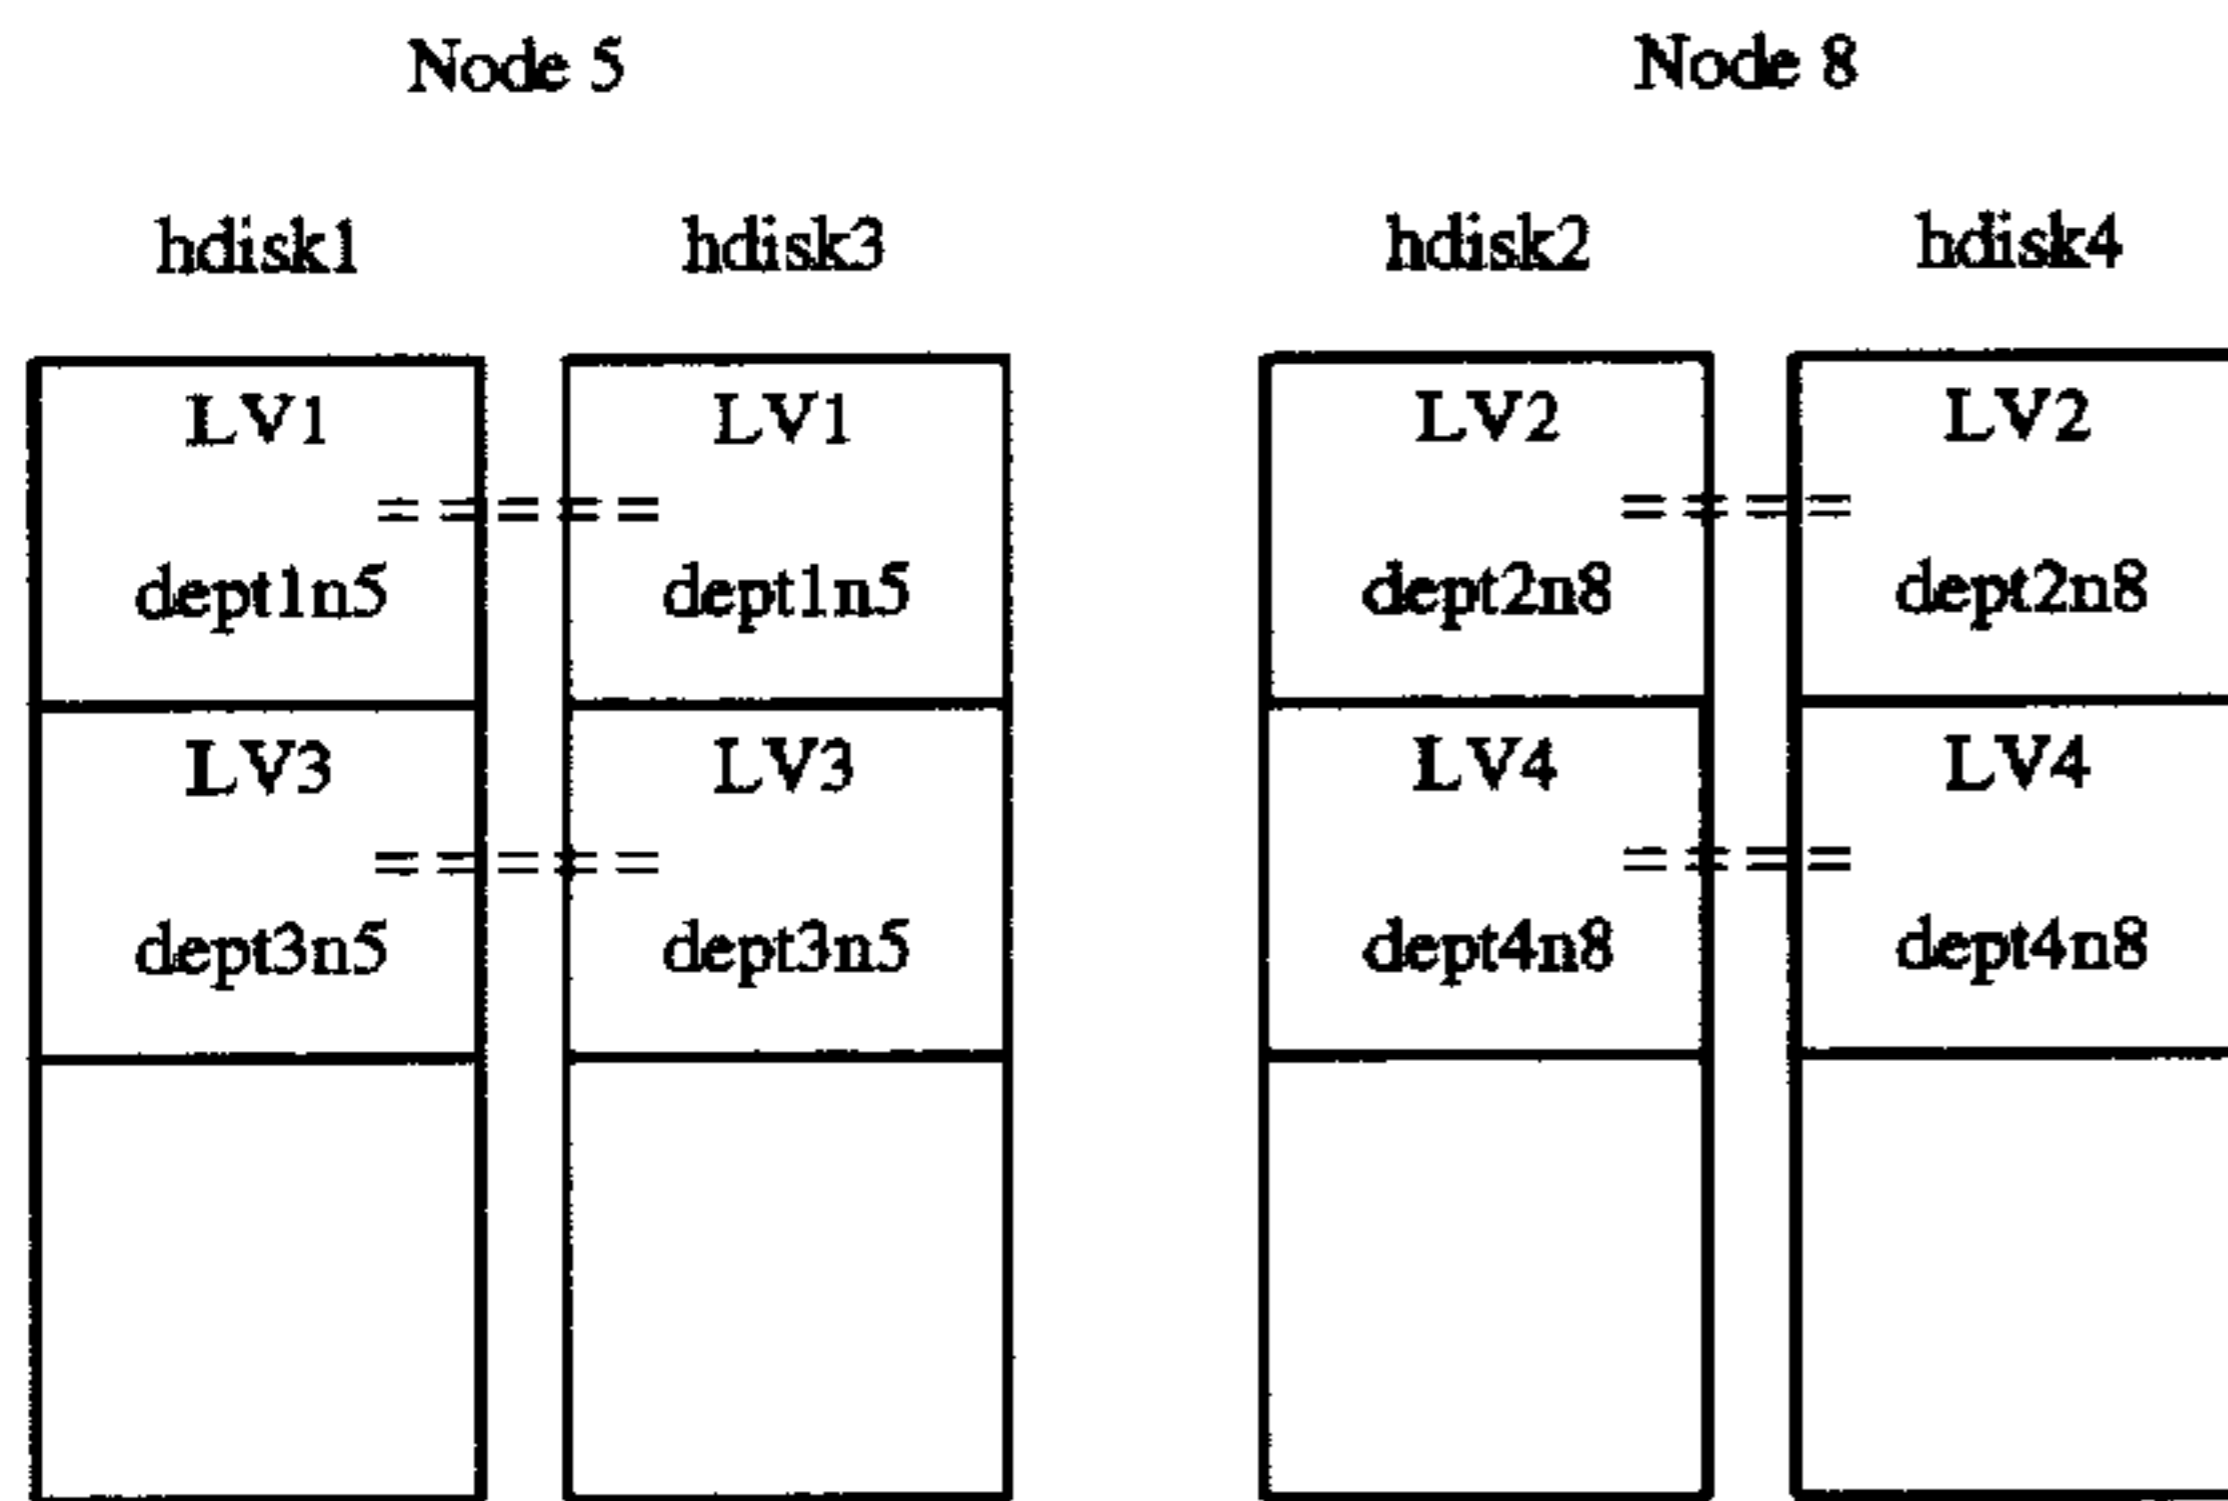 Node 5 Node 8
hdisk1 hdisk3 hdisk2 hdisk4
LV1 LV1 LV2 LV2
= = = = = = = = =
dept1n5 dept1n5 dept2n8 dept2n8
LV3 LV3 LV4 LV4
= = = = = = = = =
dept3n5 dept3n5 dept4n8 dept4n8